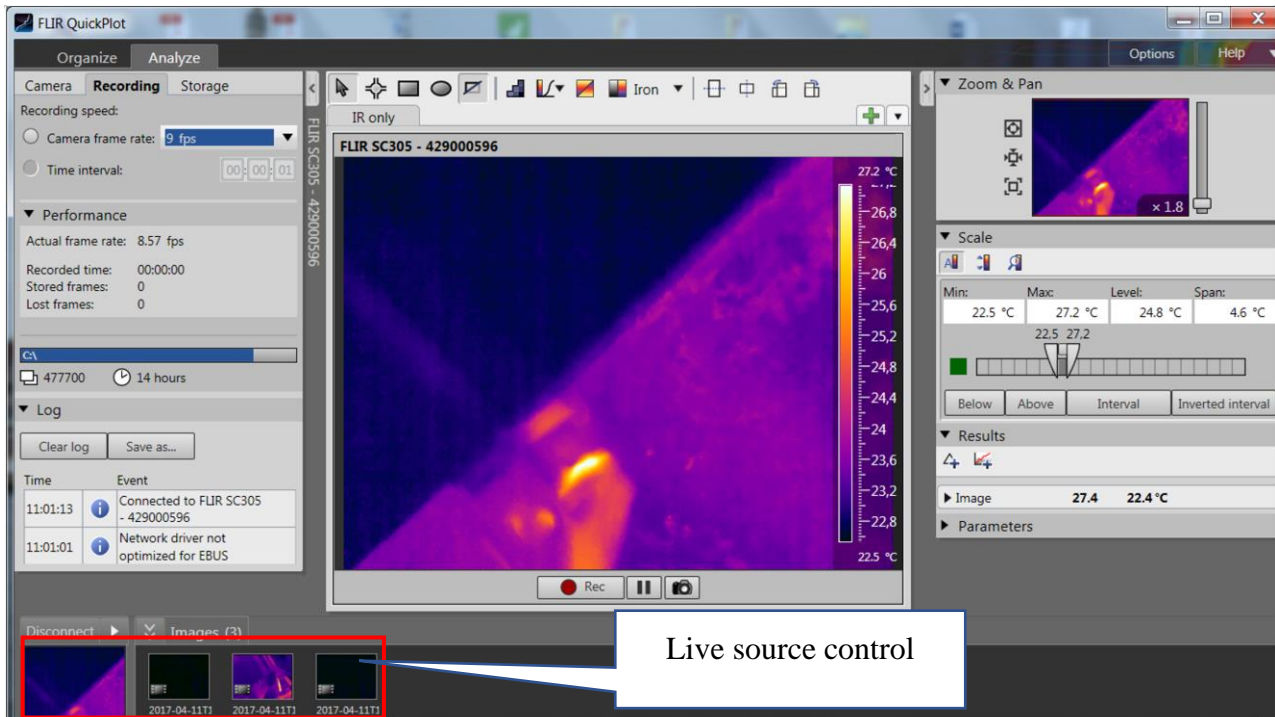 FLIR QuickPlot
Organize Analyze
Options Help
Camera Recording Storage
Recording speed:
Camera frame rate: 9 fps
Time interval: 00:00:01
Performance
Actual frame rate: 8.57 fps
Recorded time: 00:00:00
Stored frames: 0
Lost frames: 0
C:\
477700 14 hours
Log
Clear log Save as...
Time Event
11:01:13 Connected to FLIR SC305
- 429000596
11:01:01 Network driver not
optimized for EBUS
FLIR SC305 - 429000596
Iron
IR only
FLIR SC305 - 429000596
27.2 °C
26,8
26,4
26
25,6
25,2
24,8
24,4
24
23,6
23,2
22,8
22.5 °C
Rec
Zoom & Pan
× 1.8
Scale
A
Min: Max: Level: Span:
22.5 °C 27.2 °C 24.8 °C 4.6 °C
22,5 27,2
Below Above Interval Inverted interval
Results
Image 27.4 22.4 °C
Parameters
Disconnect Images (3)
2017-04-11T1 2017-04-11T1 2017-04-11T1
Live source control